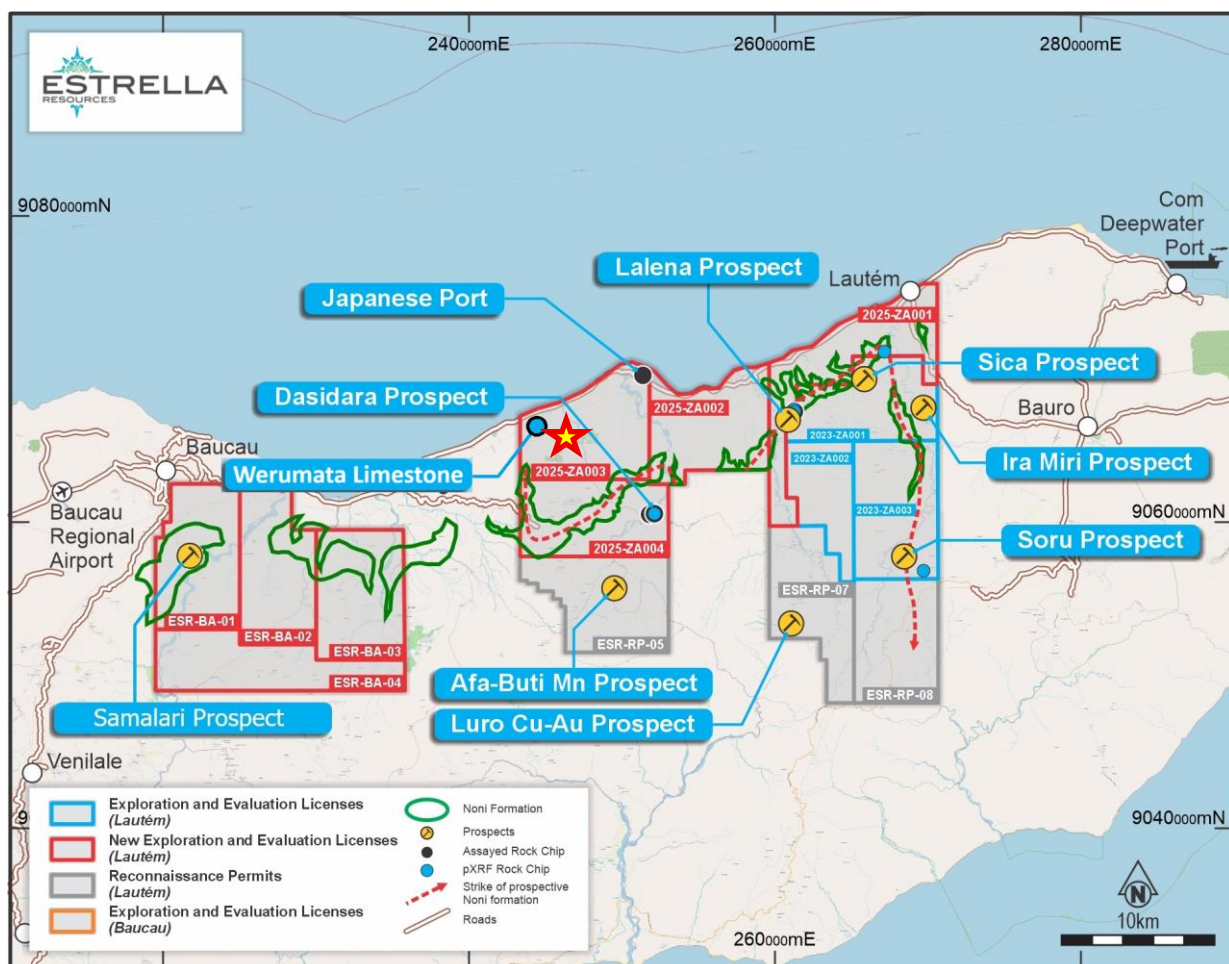 240000mE
260000mE
280000mE
ESTRELLA
RESOURCES
9080000mN
Com
Deepwater
Port
Lalena Prospect
Lautém
Japanese Port
2025-ZA001
Sica Prospect
Dasidara Prospect
2025-ZA002
Bauro
Baucau
2023-ZA001
Werumata Limestone
2025-ZA003
2023-ZA002
Ira Miri Prospect
Baucau
Regional
Airport
2023-ZA003
9060000mN
2025-ZA004
Soru Prospect
ESR-RP-07
ESR-BA-01
ESR-BA-02
ESR-BA-03
ESR-BA-04
ESR-RP-05
Afa-Buti Mn Prospect
ESR-RP-08
Samalari Prospect
Luro Cu-Au Prospect
Venilale
Exploration and Evaluation Licenses
(Lautém)
New Exploration and Evaluation Licenses
(Lautém)
Reconnaissance Permits
(Lautém)
Exploration and Evaluation Licenses
(Baucau)
Noni Formation
Prospects
Assayed Rock Chip
pXRF Rock Chip
Strike of prospective
Noni formation
Roads
9040000mN
N
10km
260000mE